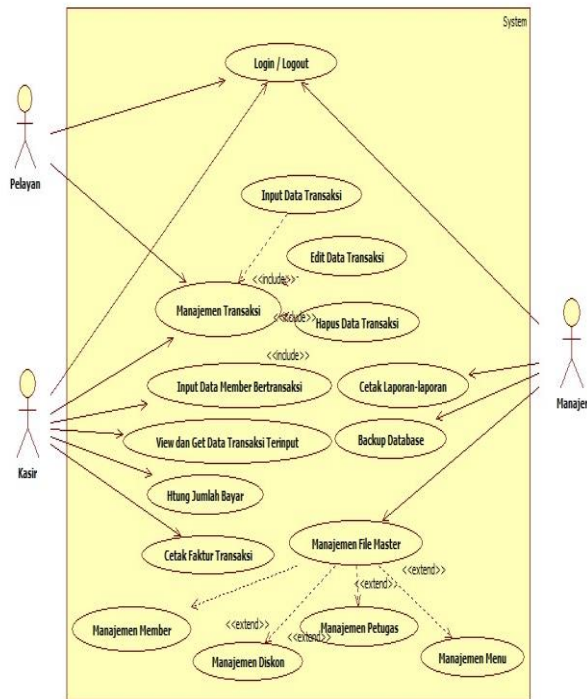 System
Login / Logout
Pelayan
Input Data Transaksi
Edit Data Transaksi
<<include>>
Manajemen Transaksi
<<include>>
Hapus Data Transaksi
<<include>>
Input Data Member Bertransaksi
Cetak Laporan-laporan
Manajer
Kasir
View dan Get Data Transaksi Terinput
Backup Database
Htung Jumlah Bayar
Cetak Faktur Transaksi
Manajemen File Master
<<extend>>
<<extend>>
Manajemen Member
<<extend>>
<<extend>>
Manajemen Petugas
Manajemen Diskon
Manajemen Menu